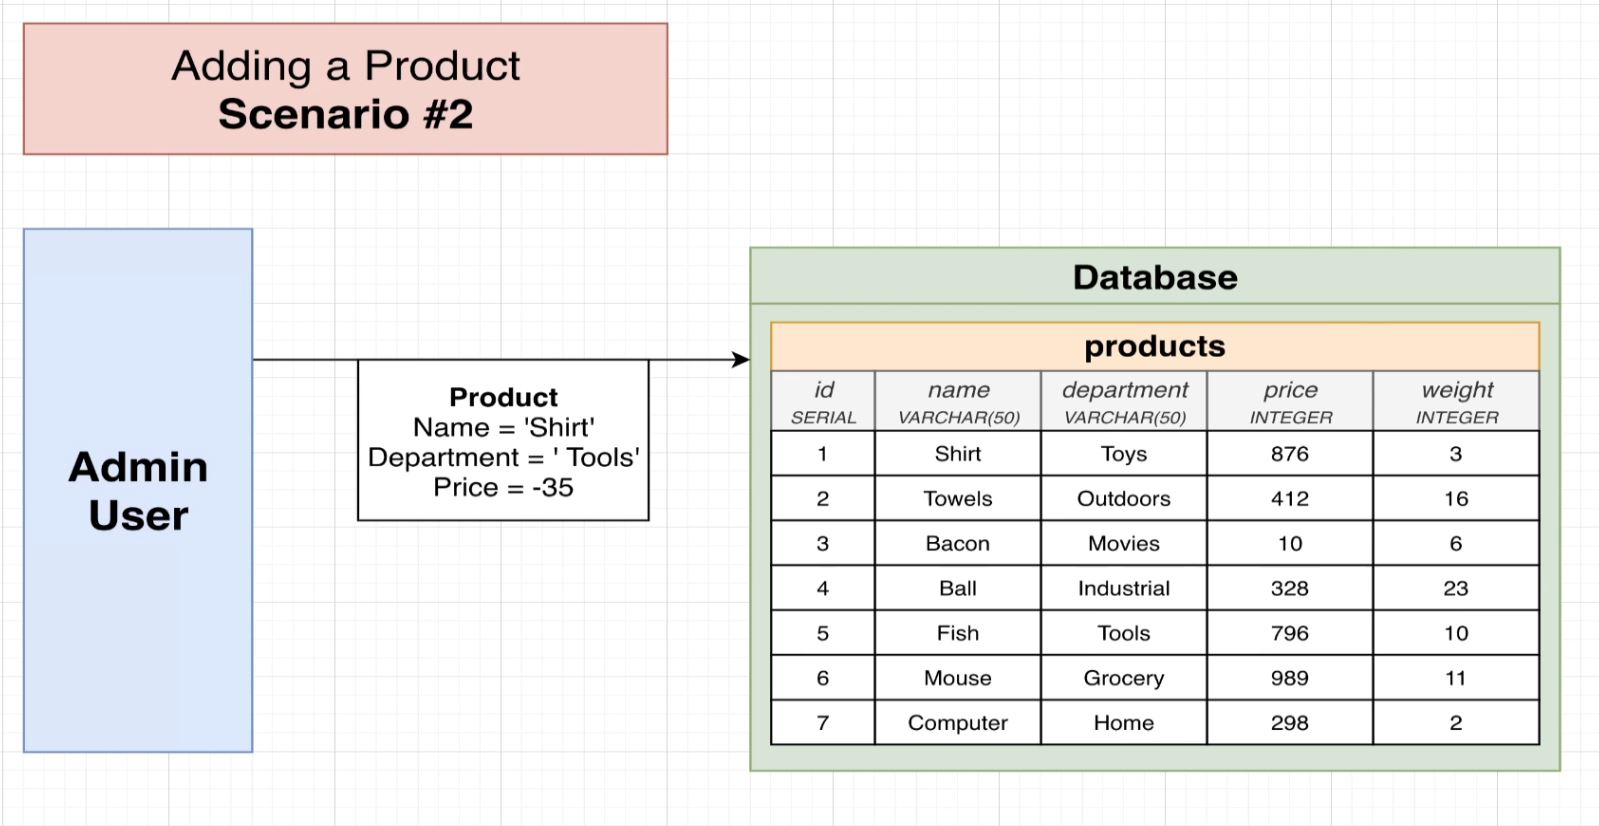 Adding a Product
Scenario #2
Admin
User
Product
Name = 'Shirt'
Department = ' Tools'
Price = -35
Database
products
id name department price weight
SERIAL VARCHAR(50) VARCHAR(50) INTEGER INTEGER
1 Shirt Toys 876 3
2 Towels Outdoors 412 16
3 Bacon Movies 10 6
4 Ball Industrial 328 23
5 Fish Tools 796 10
6 Mouse Grocery 989 11
7 Computer Home 298 2